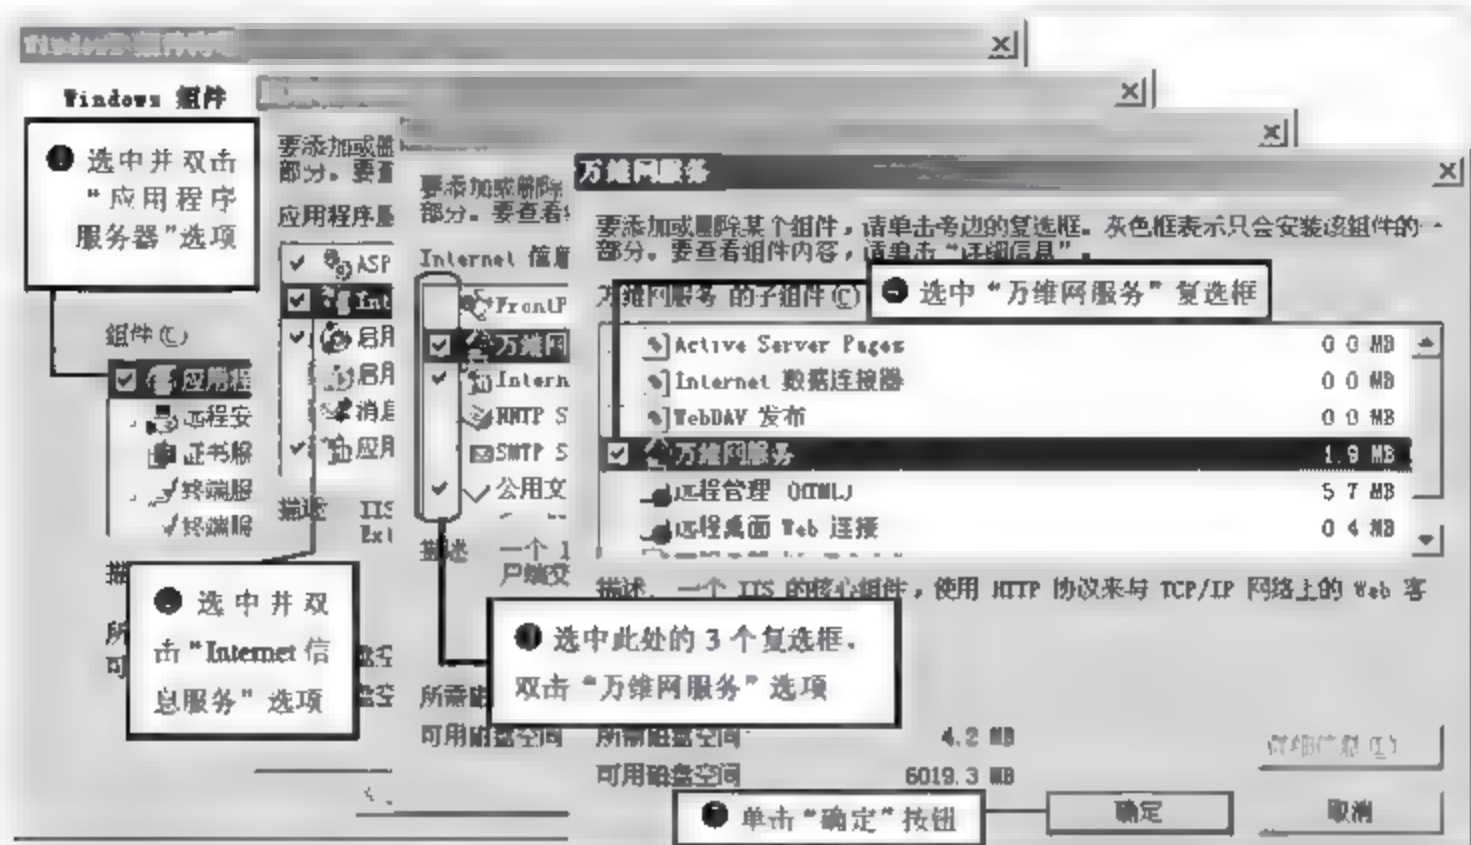 Windows 组件
选中并双击
“应用程序
服务器”选项
组件(C)
应用程
远程安
证书服
终端服
终端服
选中并双
击“Internet 信
息服务”选项
要添加或
部分。要
应用程序服
ASP
Int
启用
启用
消息
应用
描述
IIS
Ext
要添加或删除
部分。要查看
Internet 信息
FrontP
万维网
Intern
NNTP S
SMTP S
公用文
描述
一个 I
户端交
选中此处的 3 个复选框,
双击“万维网服务”选项
可用磁盘空间
万维网服务
要添加或删除某个组件,请单击旁边的复选框。灰色框表示只会安装该组件的一
部分。要查看组件内容,请单击“详细信息”。
万维网服务 的子组件(C)
选中“万维网服务”复选框
Active Server Pages 0 0 MB
Internet 数据连接器 0 0 MB
WebDAV 发布 0 0 MB
万维网服务 1.9 MB
远程管理 (HTML) 5 7 MB
远程桌面 Web 连接 0 4 MB
描述. 一个 IIS 的核心组件,使用 HTTP 协议来与 TCP/IP 网络上的 Web 客
所需磁盘空间 4.2 MB
可用磁盘空间 6019.3 MB
详细信息(D)
单击“确定”按钮
确定
取消